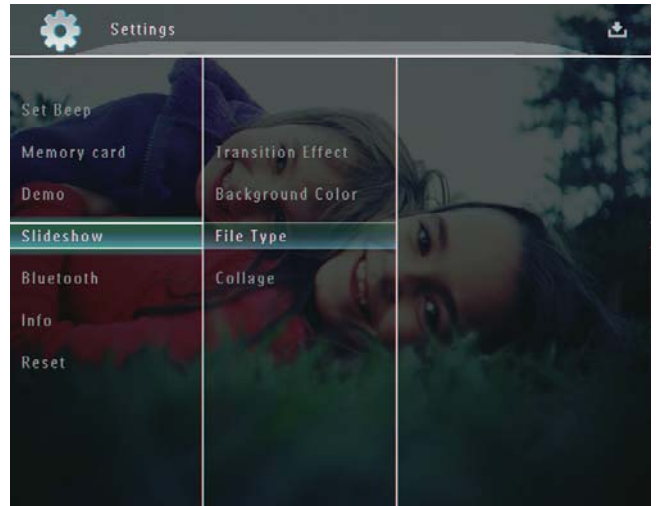 Settings
Set Beep
Memory card
Demo
Slideshow
Bluetooth
Info
Reset
Transition Effect
Background Color
File Type
Collage